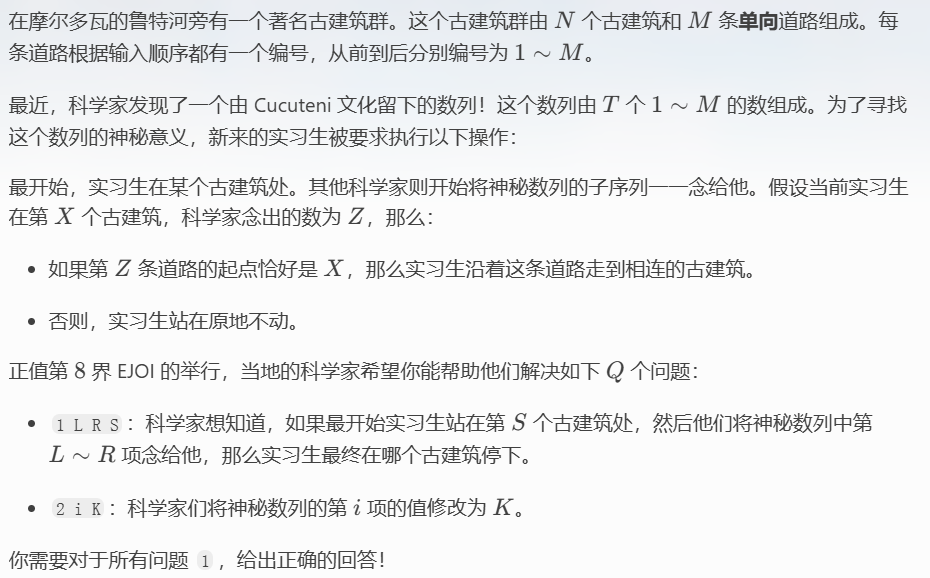 在摩尔多瓦的鲁特河旁有一个著名古建筑群。这个古建筑群由 N 个古建筑和 M 条单向道路组成。每
条道路根据输入顺序都有一个编号，从前到后分别编号为 1 ∼ M。
最近，科学家发现了一个由 Cucuteni 文化留下的数列！这个数列由 T 个 1 ∼ M 的数组成。为了寻找
这个数列的神秘意义，新来的实习生被要求执行以下操作：
最开始，实习生在某个古建筑处。其他科学家则开始将神秘数列的子序列一一念给他。假设当前实习生
在第 X 个古建筑，科学家念出的数为 Z，那么：
• 如果第 Z 条道路的起点恰好是 X，那么实习生沿着这条道路走到相连的古建筑。
• 否则，实习生站在原地不动。
正值第 8 界 EJOI 的举行，当地的科学家希望你能帮助他们解决如下 Q 个问题：
• 1 L R S：科学家想知道，如果最开始实习生站在第 S 个古建筑处，然后他们将神秘数列中第
L ∼ R 项念给他，那么实习生最终在哪个古建筑停下。
• 2 i K：科学家们将神秘数列的第 i 项的值修改为 K。
你需要对于所有问题 1，给出正确的回答！